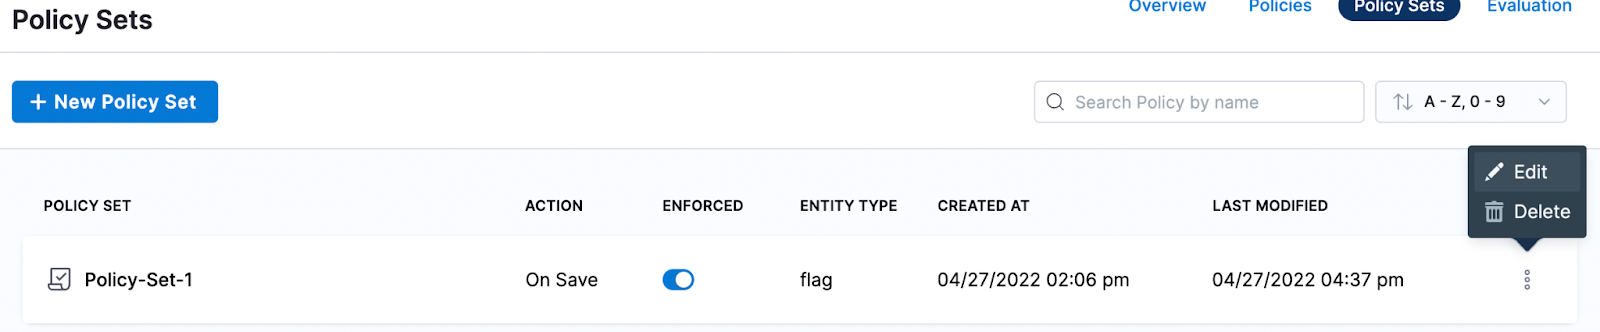 Policy Sets
Overview Policies Policy Sets Evaluation
+ New Policy Set
Search Policy by name
A - Z, 0 - 9
Edit
Delete
POLICY SET ACTION ENFORCED ENTITY TYPE CREATED AT LAST MODIFIED
Policy-Set-1 On Save flag 04/27/2022 02:06 pm 04/27/2022 04:37 pm